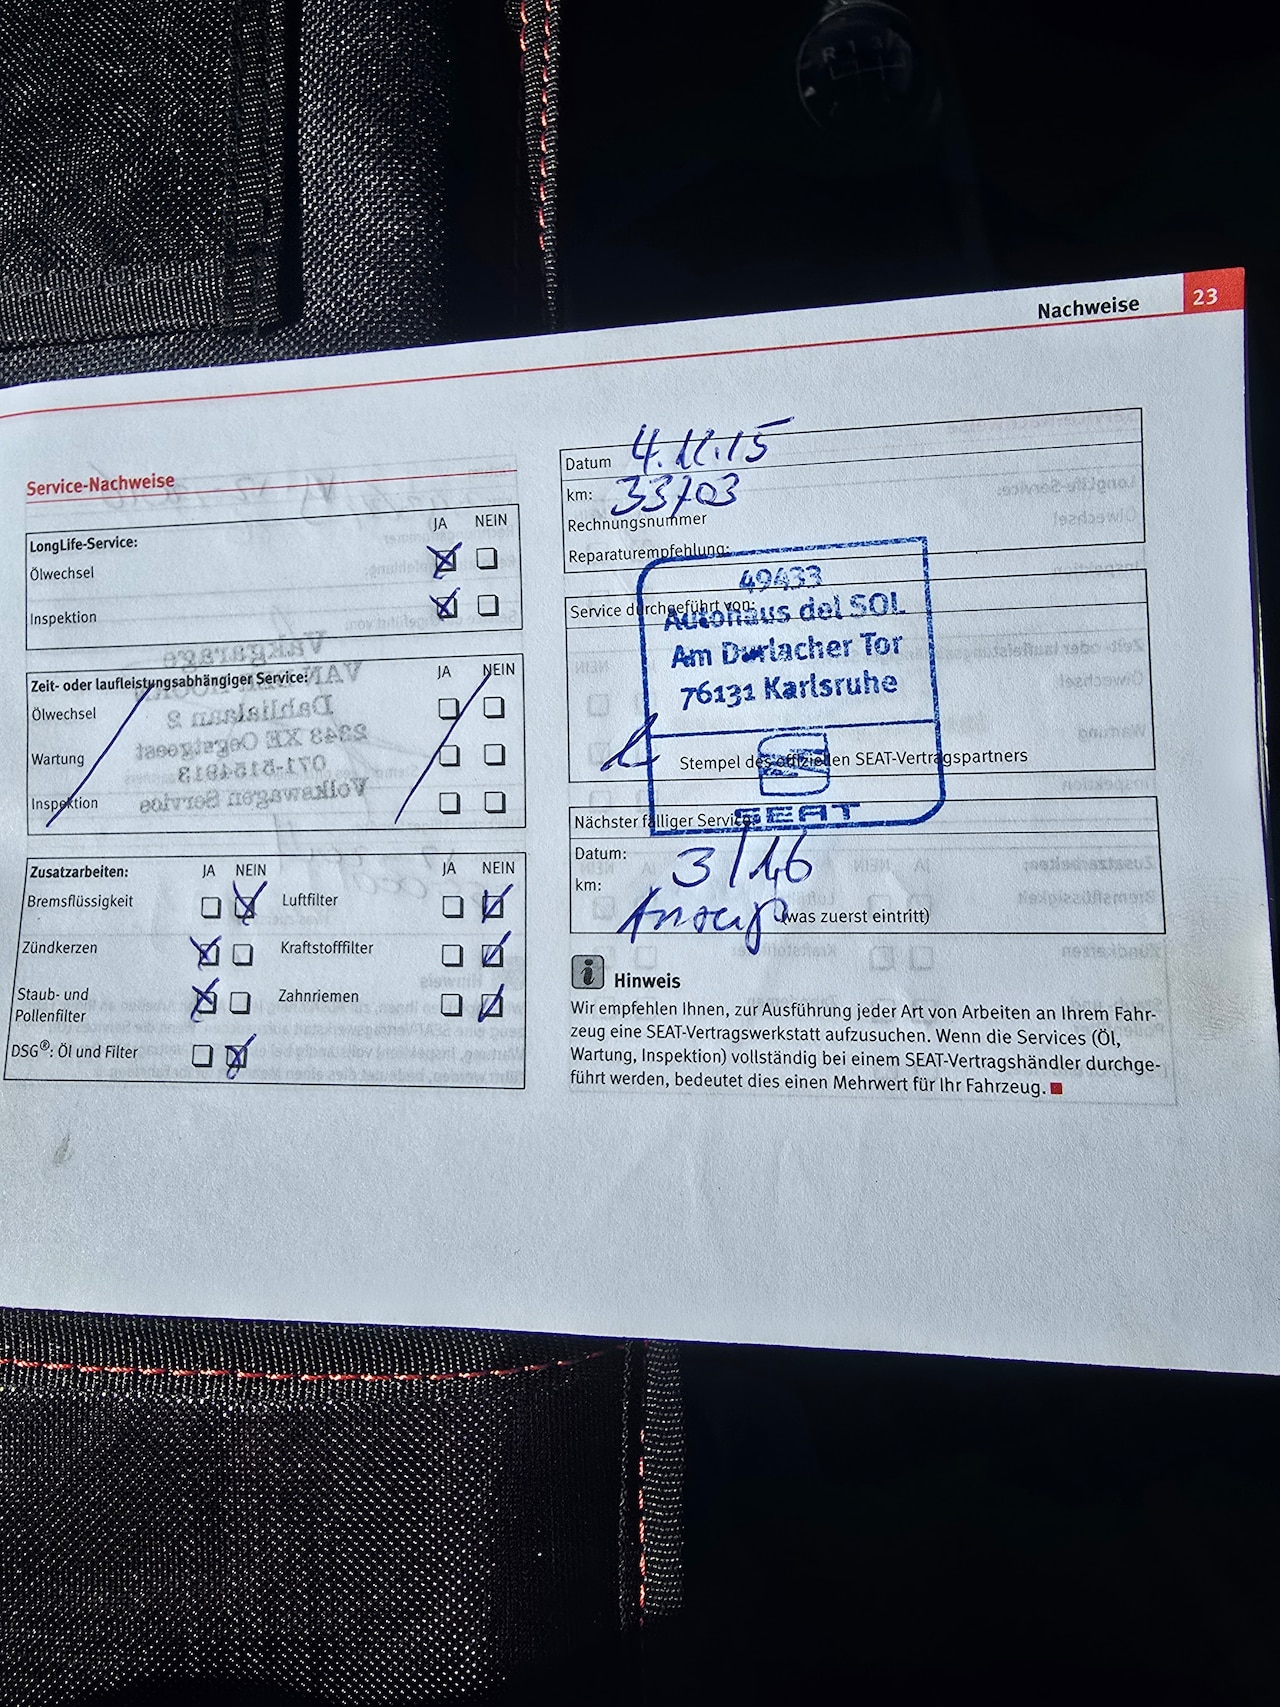 R 1 3
Nachweise 23
Service-Nachweise
JA NEIN
LongLife-Service:
Ölwechsel
Inspektion
JA NEIN
Zeit- oder laufleistungsabhängiger Service:
Ölwechsel
Wartung
Inspektion
Zusatzarbeiten: JA NEIN JA NEIN
Bremsflüssigkeit Luftfilter
Zündkerzen Kraftstofffilter
Staub- und
Pollenfilter
Zahnriemen
DSG®: Öl und Filter
Datum 4.11.15
km: 33703
Rechnungsnummer
Reparaturempfehlung:
Service durchgeführt von:
49433
Autohaus del SOL
Am Durlacher Tor
76131 Karlsruhe
Stempel des offiziellen SEAT-Vertragspartners
SEAT
Nächster fälliger Service:
Datum: 3/16
km:
(was zuerst eintritt)
i Hinweis
Wir empfehlen Ihnen, zur Ausführung jeder Art von Arbeiten an Ihrem Fahr-
zeug eine SEAT-Vertragswerkstatt aufzusuchen. Wenn die Services (Öl,
Wartung, Inspektion) vollständig bei einem SEAT-Vertragshändler durchge-
führt werden, bedeutet dies einen Mehrwert für Ihr Fahrzeug.